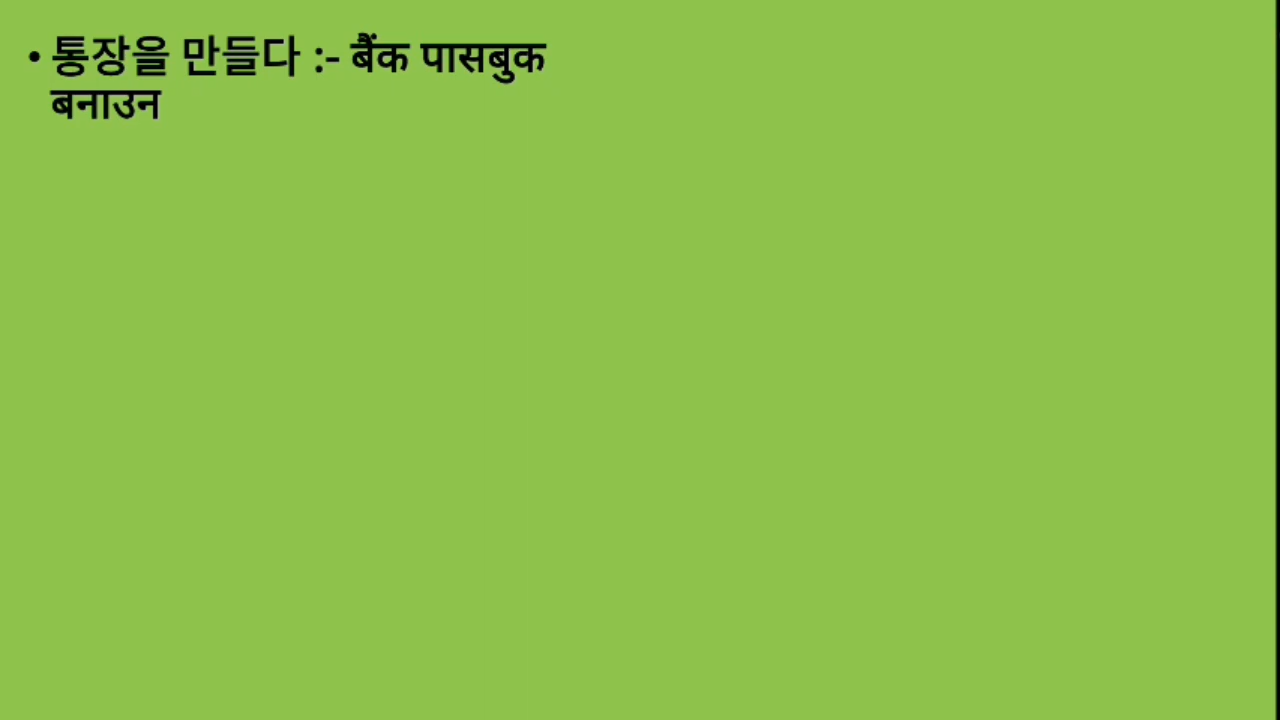 • 통장을 만들다 :- बैंक पासबुक
बनाउन